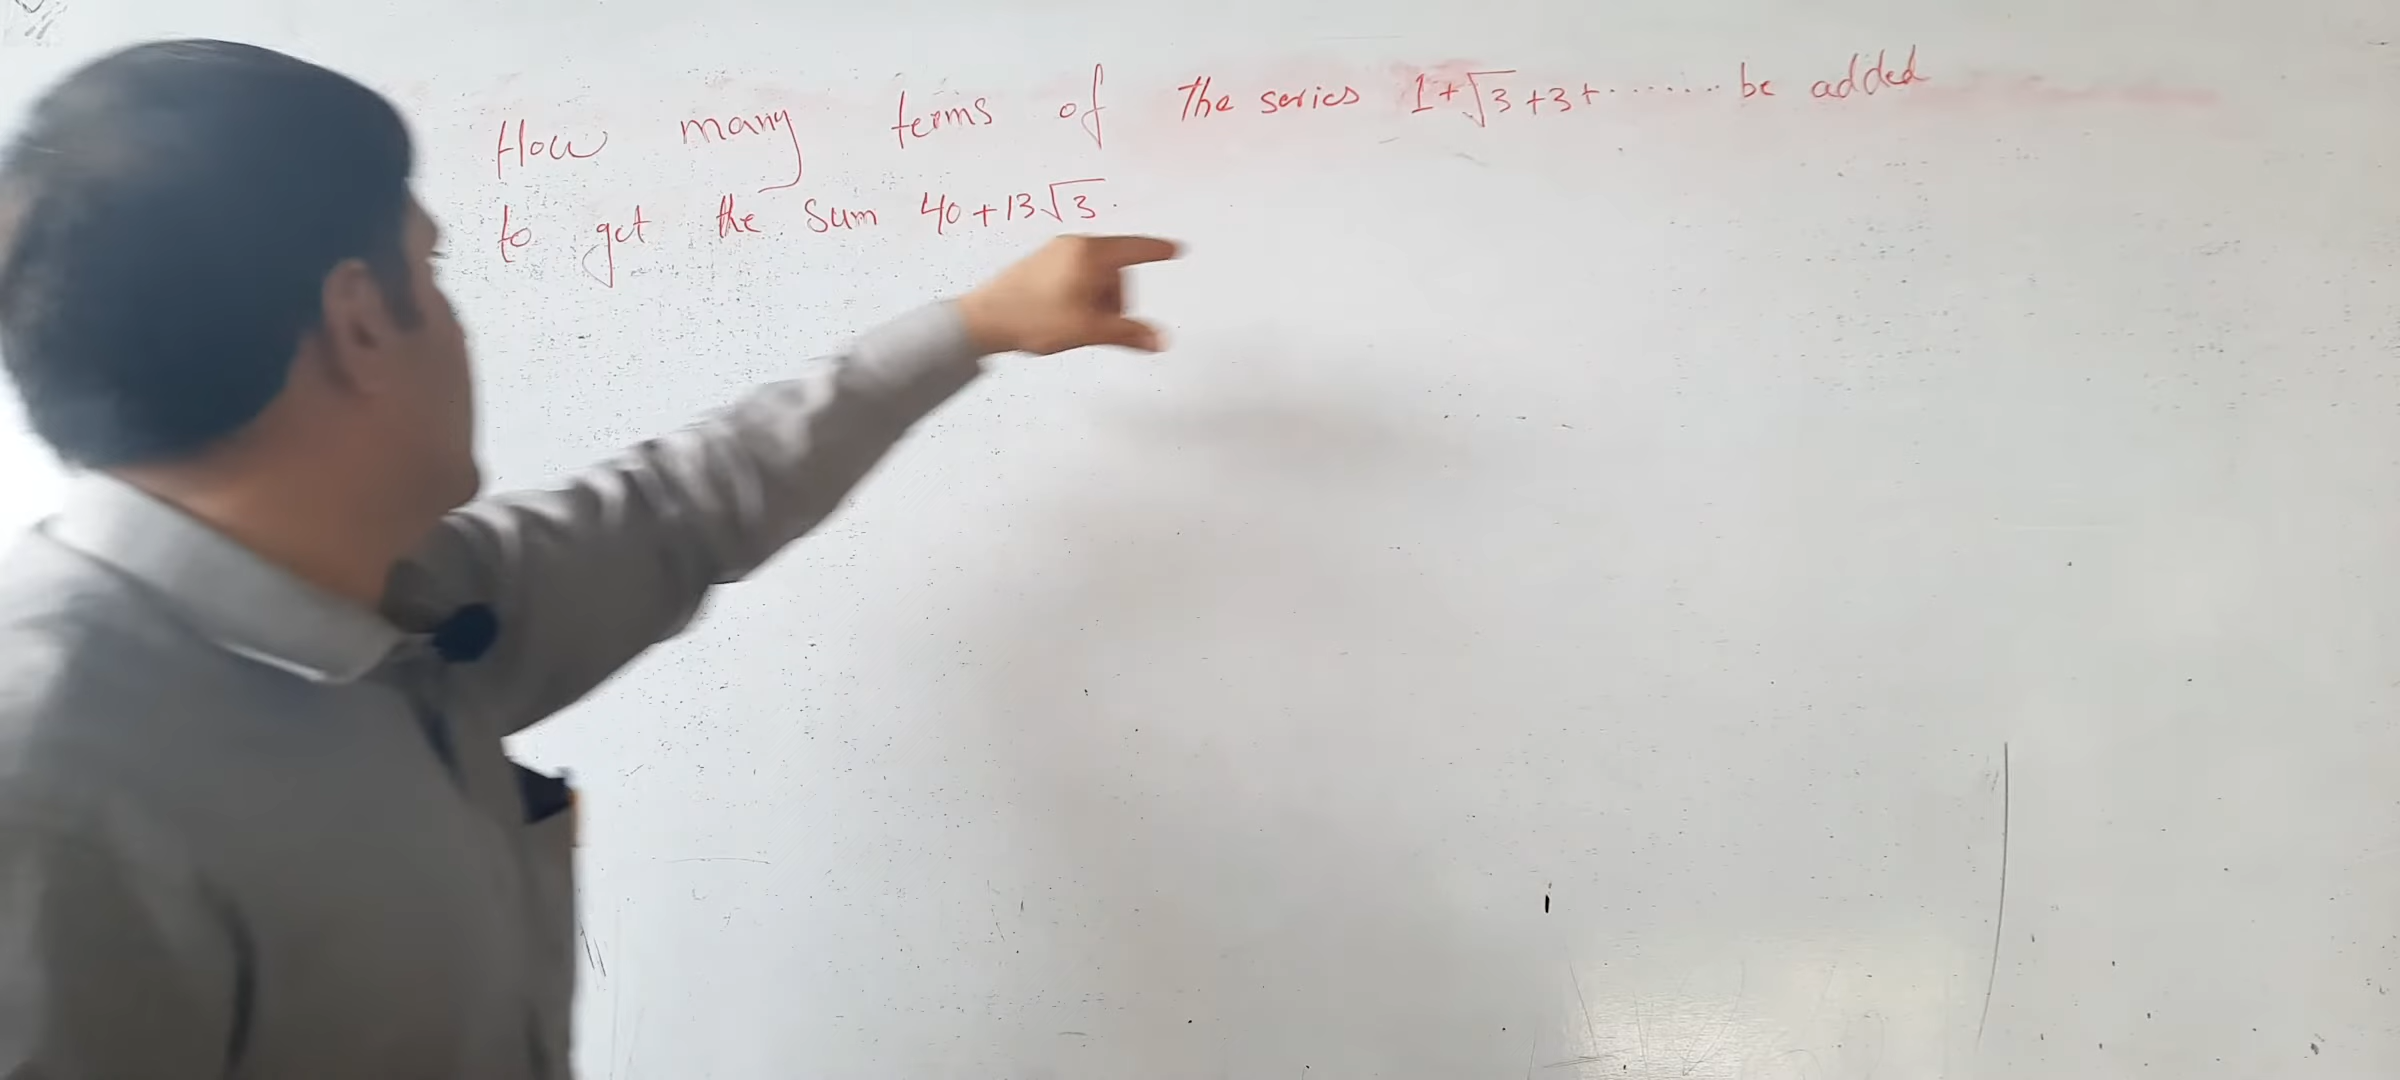 How many terms of the series 1+√3+3+....... be added
to get the sum 40+13√3.